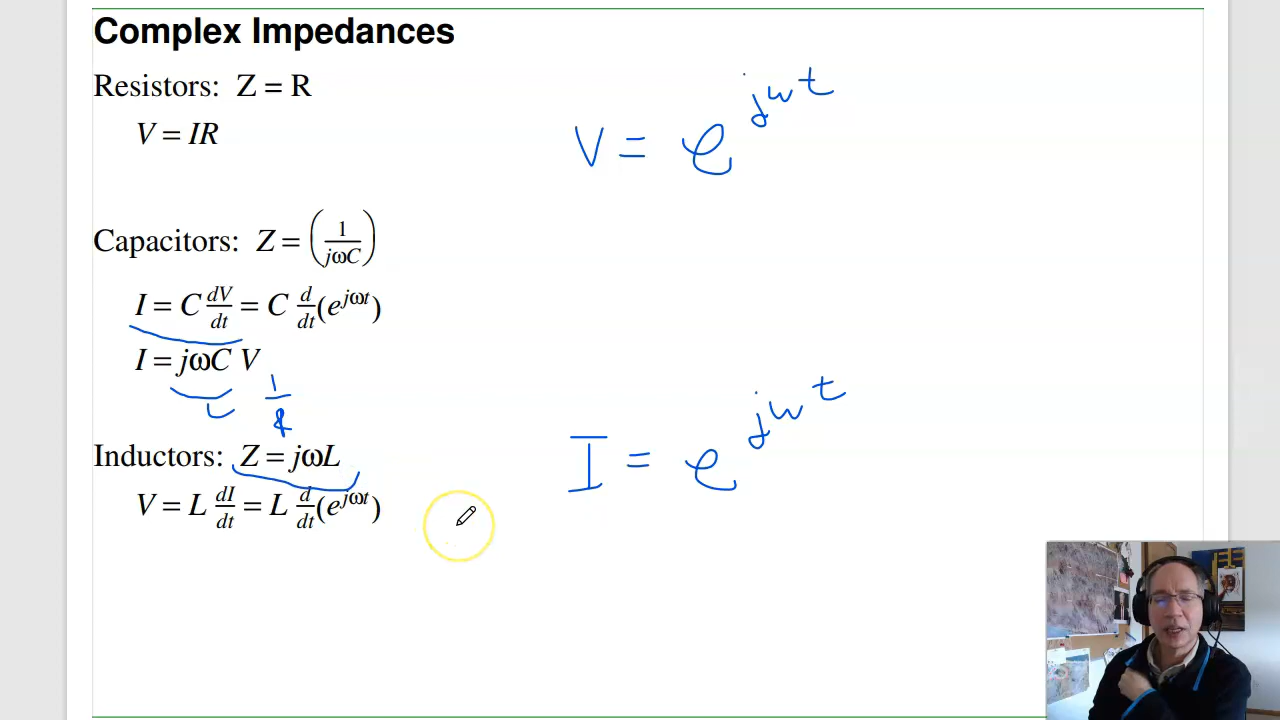 Complex Impedances
Resistors: Z = R
V = IR
V = e^{jωt}
Capacitors: Z = (1/jωC)
I = C dV/dt = C d/dt(e^{jωt})
I = jωC V
1/R
Inductors: Z = jωL
V = L dI/dt = L d/dt(e^{jωt})
I = e^{jωt}